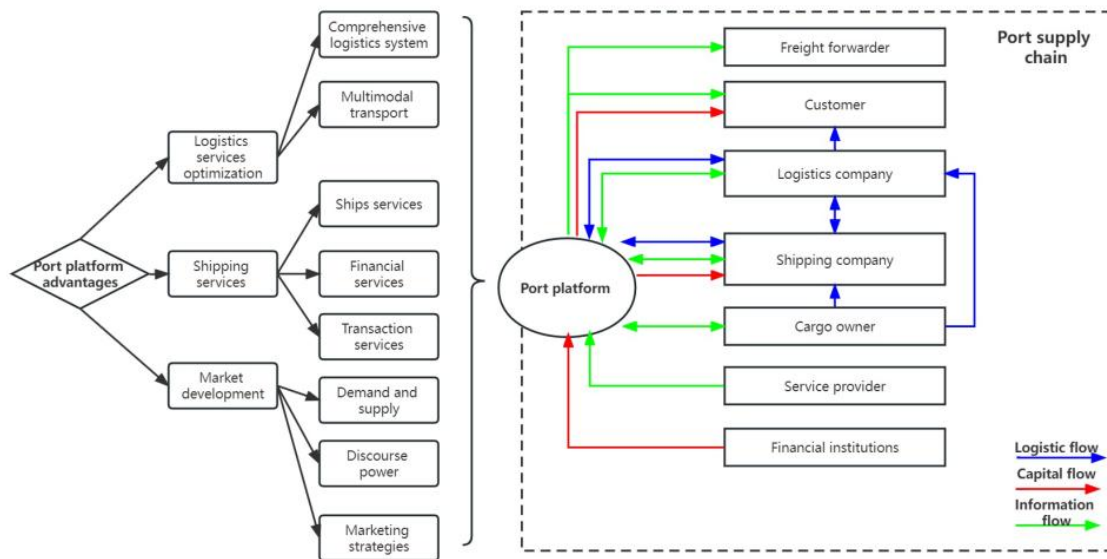 Port platform
advantages
Logistics
services
optimization
Shipping
services
Market
development
Comprehensive
logistics system
Multimodal
transport
Ships services
Financial
services
Transaction
services
Demand and
supply
Discourse
power
Marketing
strategies
Port supply
chain
Port platform
Freight forwarder
Customer
Logistics company
Shipping company
Cargo owner
Service provider
Financial institutions
Logistic flow
Capital flow
Information
flow